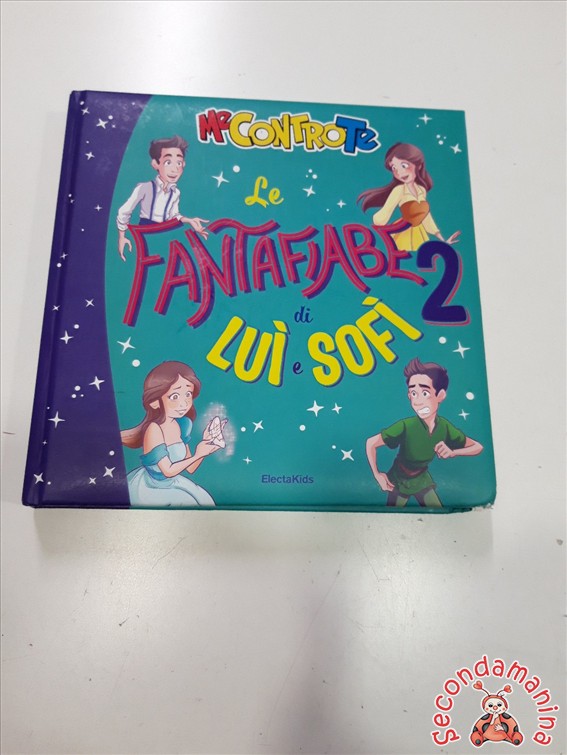 Me CONTRO Te
Le
FANTAFIABE 2
di
LUÌ e SOFÌ
ElectaKids
Secondamanina